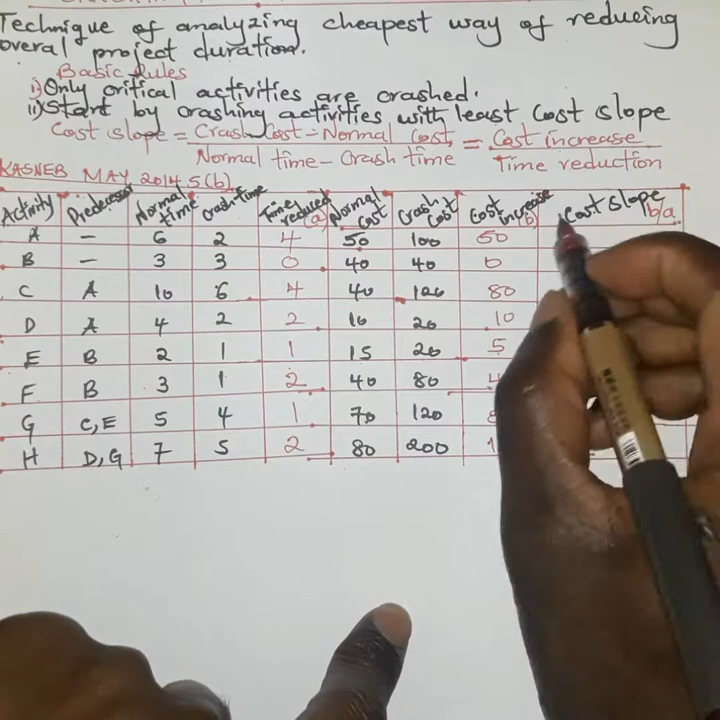 Technique of analyzing cheapest way of reducing
overal project duration.
Basic Rules
i) Only critical activities are crashed.
ii) Start by crashing activities with least Cost slope
Cost slope = Crash Cost - Normal Cost = Cost increase
Normal time - Crash time Time reduction
KASNEB MAY 2014 5(b)
Activity Predecessor Normal time Crash time Time reduced (a) Normal Cost Crash Cost Cost increase (b) Cost Slope b/a
A - 6 2 4 50 100 50
B - 3 3 0 40 40 0
C A 10 6 4 40 120 80
D A 4 2 2 10 20 10
E B 2 1 1 15 20 5
F B 3 1 2 40 80
G C,E 5 4 1 70 120
H D,G 7 5 2 80 200